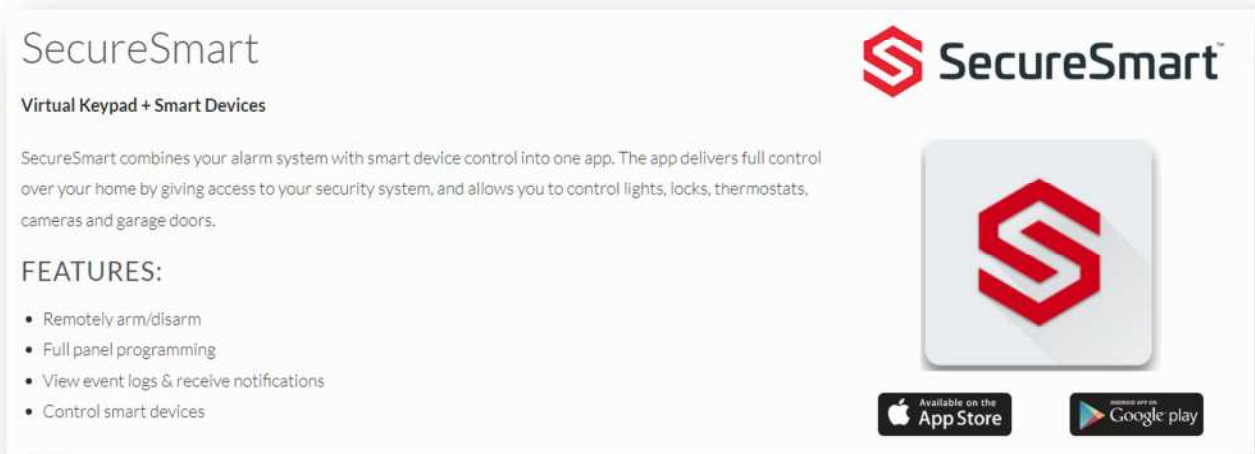 SecureSmart
SecureSmart™
Virtual Keypad + Smart Devices
SecureSmart combines your alarm system with smart device control into one app. The app delivers full control
over your home by giving access to your security system, and allows you to control lights, locks, thermostats,
cameras and garage doors.
FEATURES:
• Remotely arm/disarm
• Full panel programming
• View event logs & receive notifications
• Control smart devices
Available on the
App Store
ANDROID APP ON
Google play